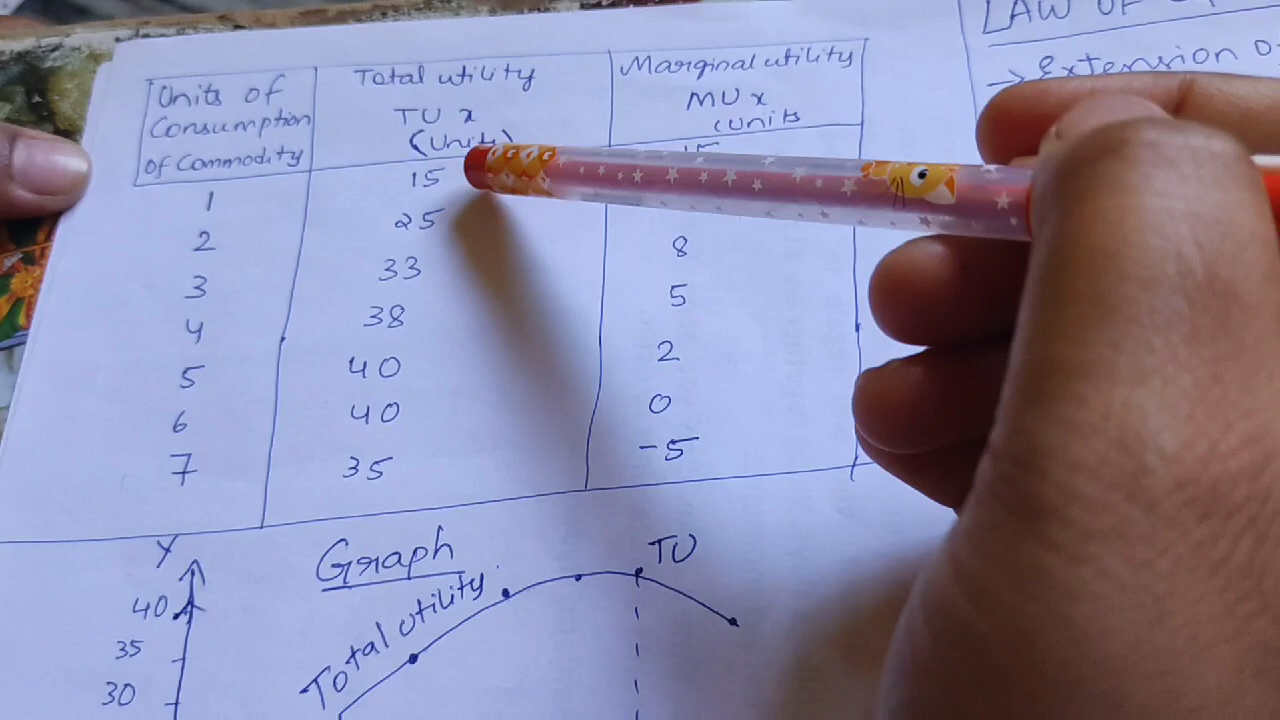 Units of Consumption of Commodity
Total utility TU x (Units)
Marginal utility MU x (Units
1 15 15
2 25
3 33 8
4 38 5
5 40 2
6 40 0
7 35 -5
LAW OF
→ Extension
Graph
Y
40
35
30
Total utility
TU